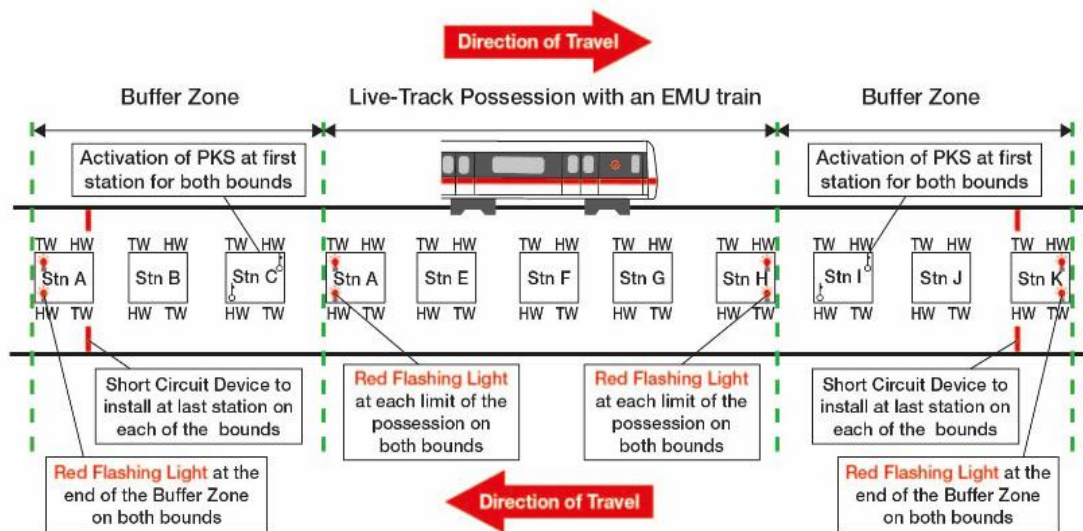 Direction of Travel
Buffer Zone
Live-Track Possession with an EMU train
Buffer Zone
Activation of PKS at first
station for both bounds
Activation of PKS at first
station for both bounds
TW HW
TW HW
TW HW
TW HW
TW HW
TW HW
TW HW
TW HW
TW HW
TW HW
TW HW
Stn A
Stn B
Stn C
Stn A
Stn E
Stn F
Stn G
Stn H
Stn I
Stn J
Stn K
HW TW
HW TW
HW TW
HW TW
HW TW
HW TW
HW TW
HW TW
HW TW
HW TW
HW TW
Short Circuit Device to
install at last station on
each of the bounds
Red Flashing Light
at each limit of the
possession on
both bounds
Red Flashing Light
at each limit of the
possession on
both bounds
Short Circuit Device to
install at last station on
each of the bounds
Red Flashing Light at the
end of the Buffer Zone
on both bounds
Direction of Travel
Red Flashing Light at the
end of the Buffer Zone
on both bounds